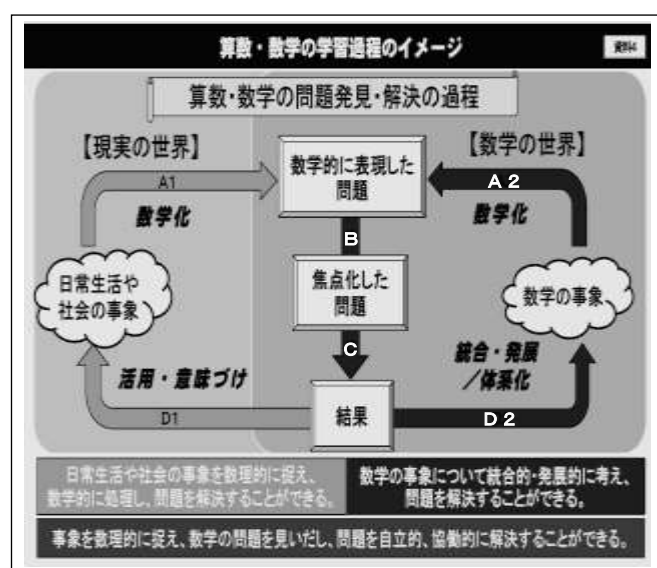 算数・数学の学習過程のイメージ
資料4
算数・数学の問題発見・解決の過程
【現実の世界】
【数学の世界】
A1
数学化
数学的に表現した
問題
A2
数学化
B
日常生活や
社会の事象
焦点化した
問題
数学の事象
C
活用・意味づけ
統合・発展
/体系化
D1
結果
D2
日常生活や社会の事象を数理的に捉え、
数学的に処理し、問題を解決することができる。
数学の事象について統合的・発展的に考え、
問題を解決することができる。
事象を数理的に捉え、数学の問題を見いだし、問題を自立的、協働的に解決することができる。